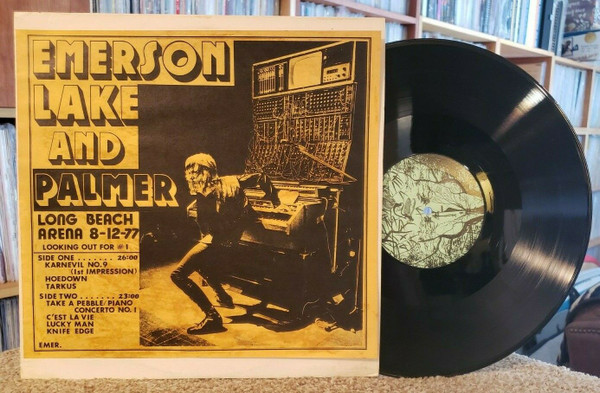 EMERSON
LAKE
AND
PALMER
LONG BEACH
ARENA 8-12-77
LOOKING OUT FOR #1
SIDE ONE ....... 26:00
KARNEVIL NO. 9
(1st IMPRESSION)
HOEDOWN
TARKUS
SIDE TWO ....... 23:00
TAKE A PEBBLE/PIANO
CONCERTO NO. 1
C'EST LA VIE
LUCKY MAN
KNIFE EDGE
EMER.